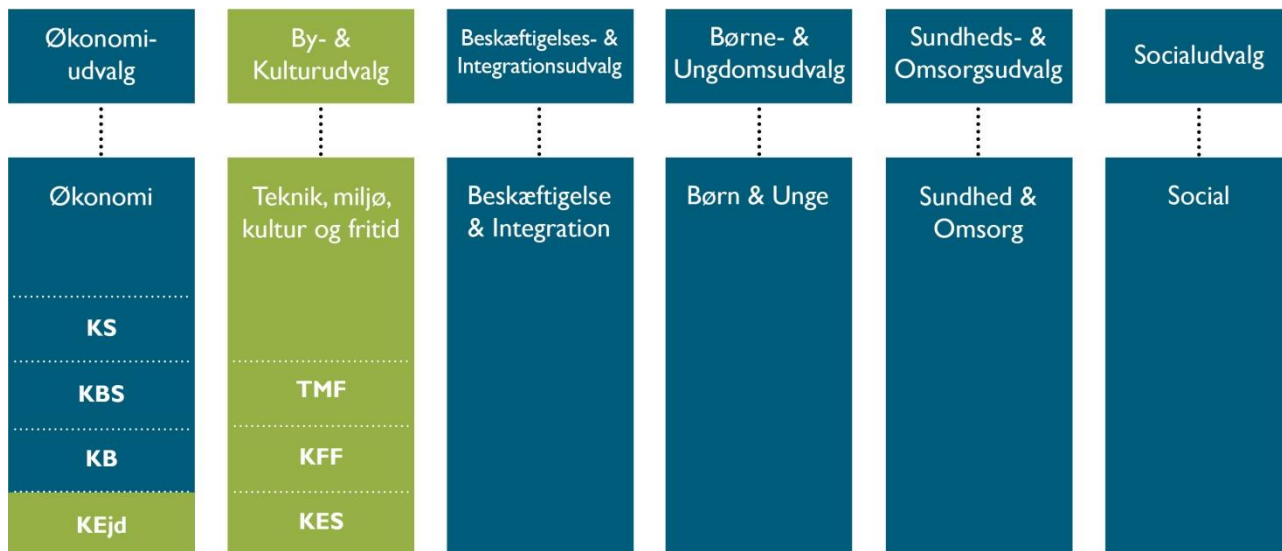 Økonomi-
udvalg
By- &
Kulturudvalg
Beskæftigelses- &
Integrationsudvalg
Børne- &
Ungdomsudvalg
Sundheds- &
Omsorgsudvalg
Socialudvalg
Økonomi
KS
KBS
KB
KEjd
Teknik, miljø,
kultur og fritid
TMF
KFF
KES
Beskæftigelse
& Integration
Børn & Unge
Sundhed &
Omsorg
Social